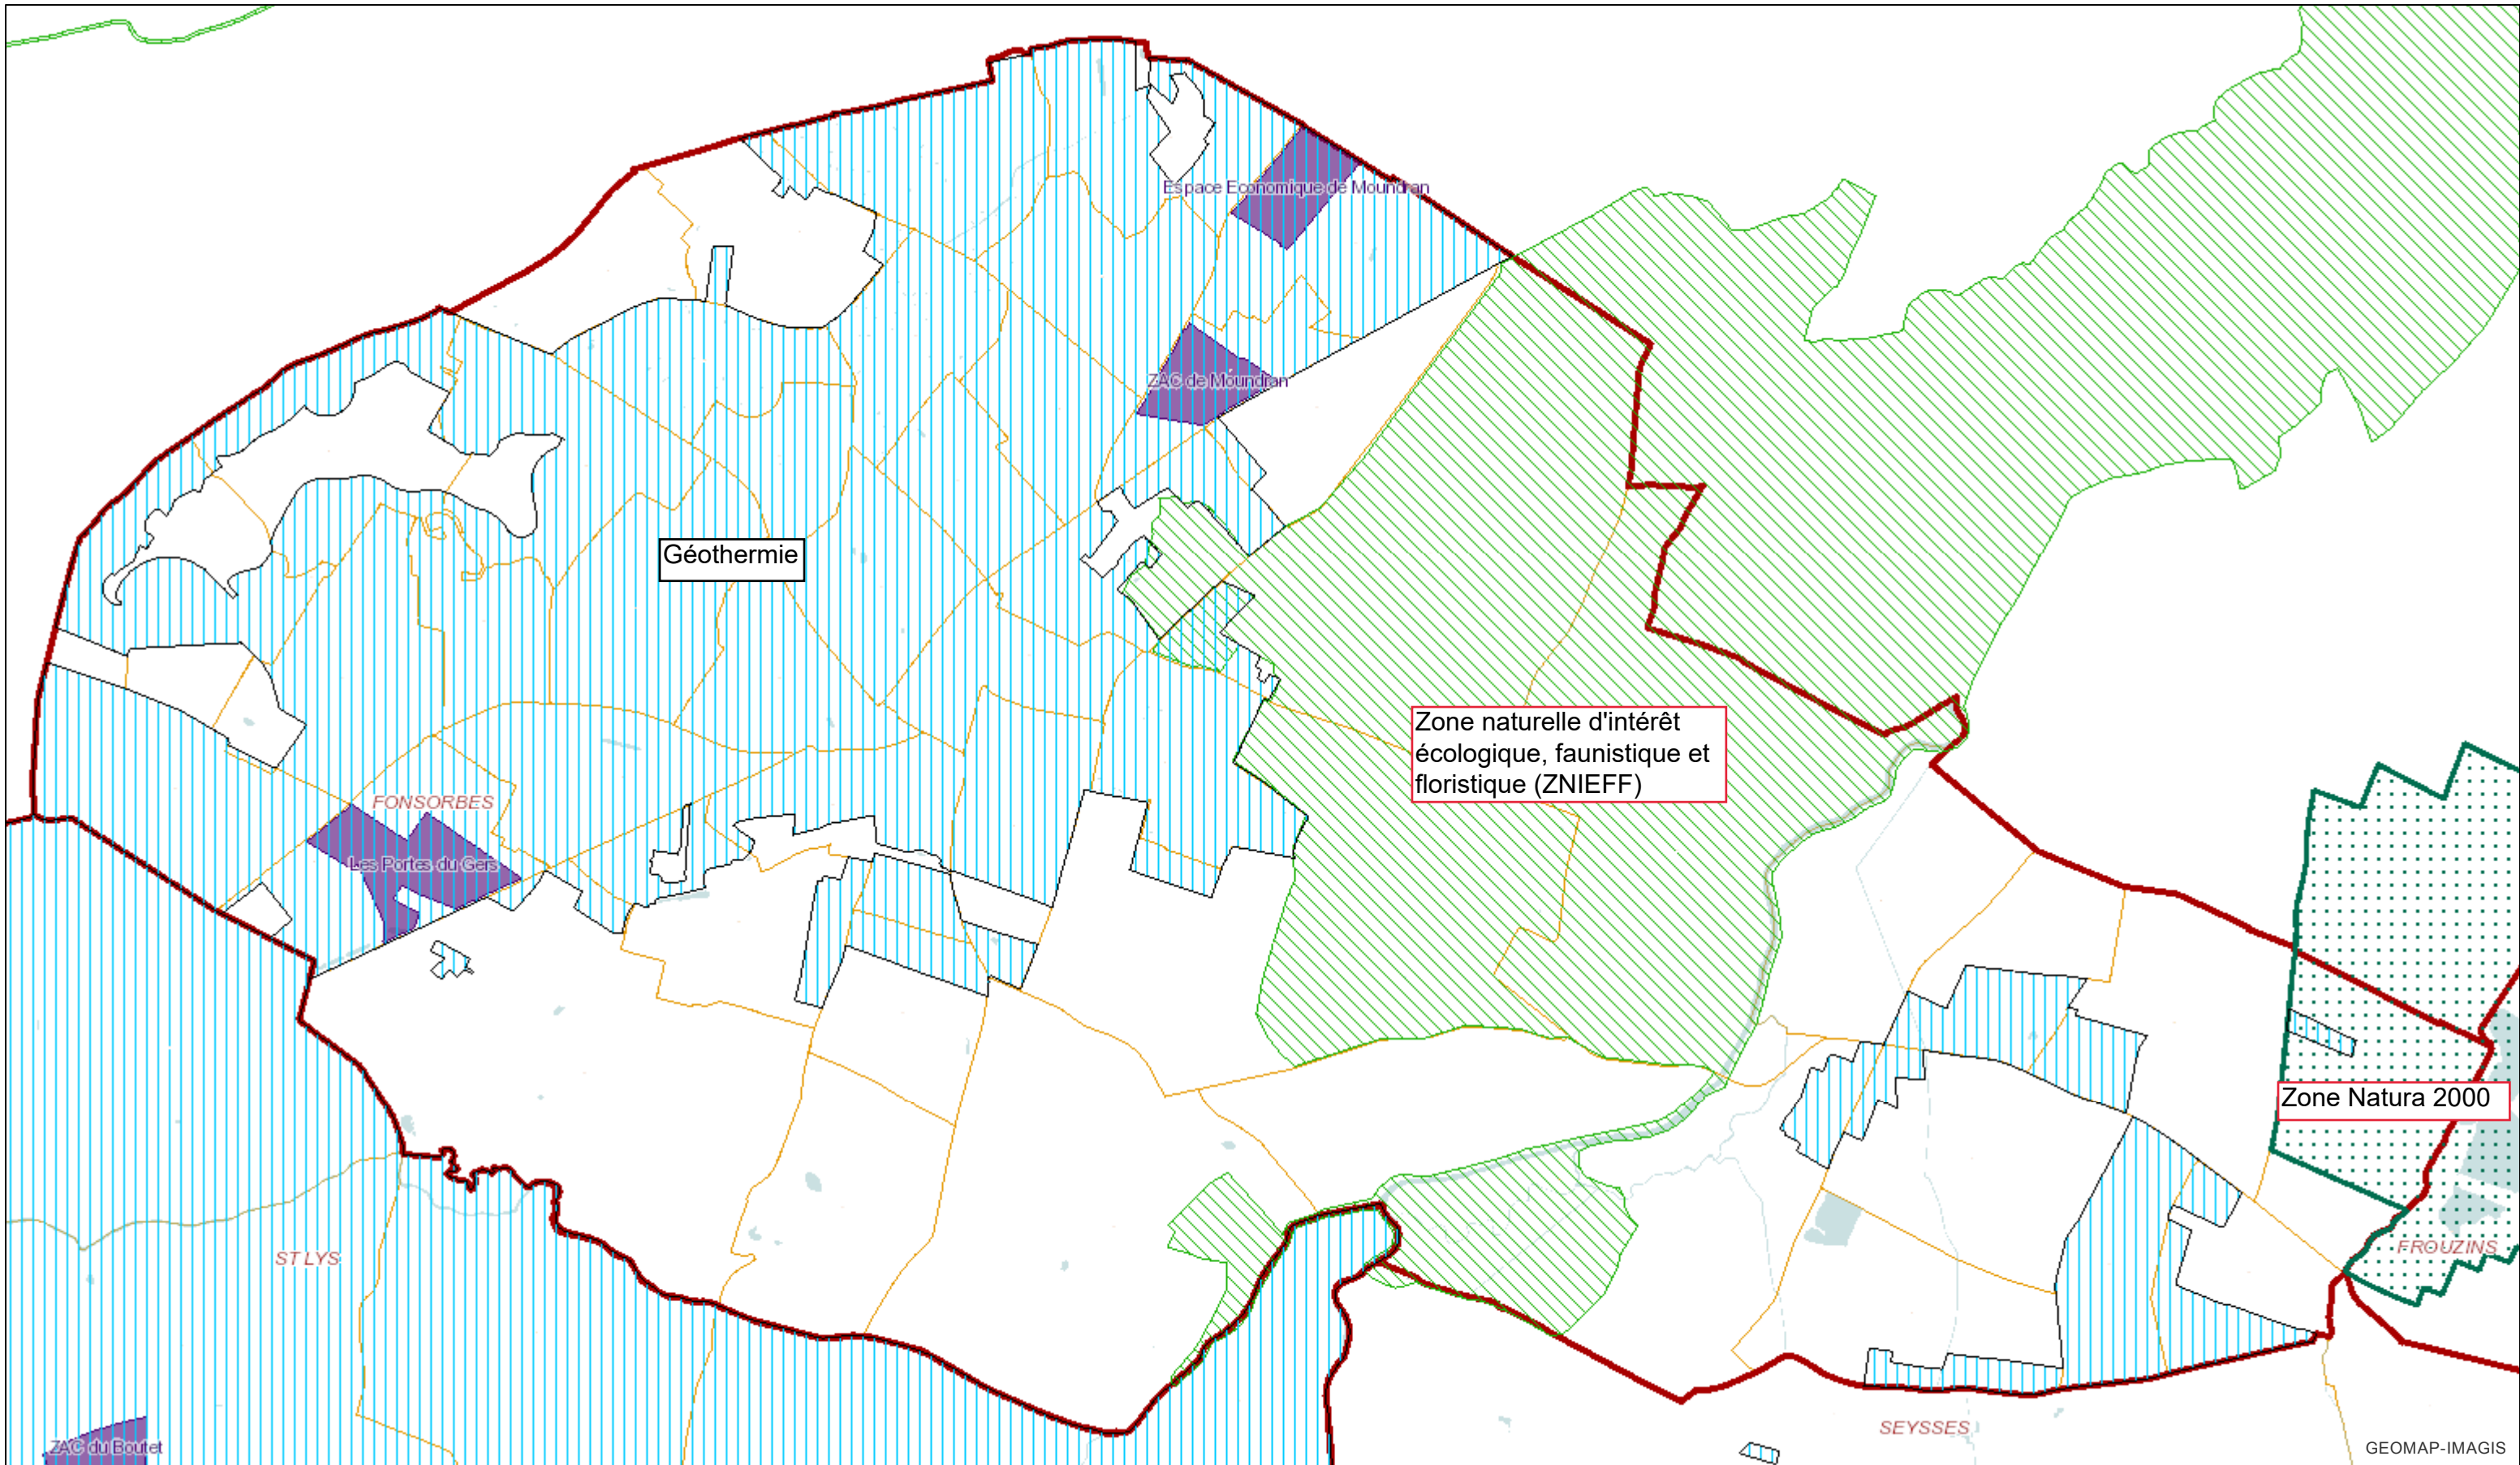 Espace Economique de Moundran
ZAC de Moundran
Géothermie
Zone naturelle d'intérêt
écologique, faunistique et
floristique (ZNIEFF)
FONSORBES
Les Portes du Gers
Zone Natura 2000
FROUZINS
ST LYS
SEYSSES
ZAC du Boutet
GEOMAP-IMAGIS